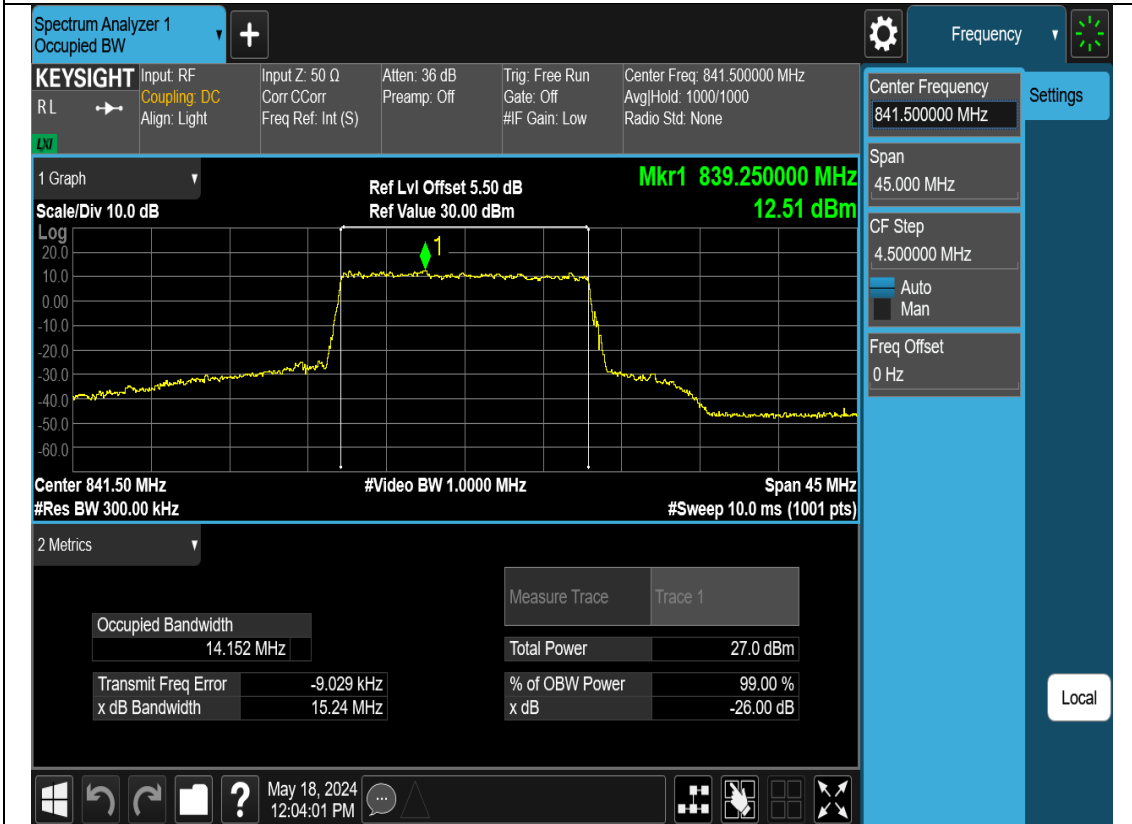 Spectrum Analyzer 1
Occupied BW
Frequency
KEYSIGHT
R L
LXI
Input: RF
Coupling: DC
Align: Light
Input Z: 50 Ω
Corr CCorr
Freq Ref: Int (S)
Atten: 36 dB
Preamp: Off
Trig: Free Run
Gate: Off
#IF Gain: Low
Center Freq: 841.500000 MHz
Avg|Hold: 1000/1000
Radio Std: None
Center Frequency
841.500000 MHz
Settings
Span
45.000 MHz
CF Step
4.500000 MHz
Auto
Man
Freq Offset
0 Hz
Local
1 Graph
Scale/Div 10.0 dB
Ref Lvl Offset 5.50 dB
Ref Value 30.00 dBm
Mkr1 839.250000 MHz
12.51 dBm
Log
1
20.0
10.0
0.00
-10.0
-20.0
-30.0
-40.0
-50.0
-60.0
Center 841.50 MHz
#Video BW 1.0000 MHz
Span 45 MHz
#Res BW 300.00 kHz
#Sweep 10.0 ms (1001 pts)
2 Metrics
Measure Trace
Trace 1
Occupied Bandwidth
14.152 MHz
Total Power
27.0 dBm
Transmit Freq Error
-9.029 kHz
% of OBW Power
99.00 %
x dB Bandwidth
15.24 MHz
x dB
-26.00 dB
?
May 18, 2024
12:04:01 PM